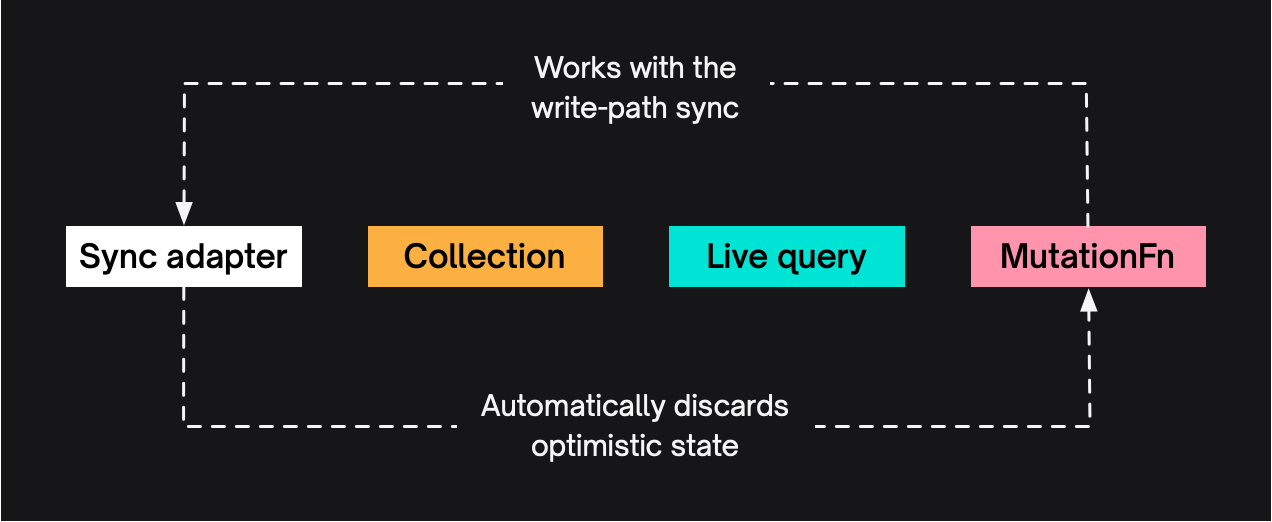 Works with the
write-path sync
Sync adapter
Collection
Live query
MutationFn
Automatically discards
optimistic state